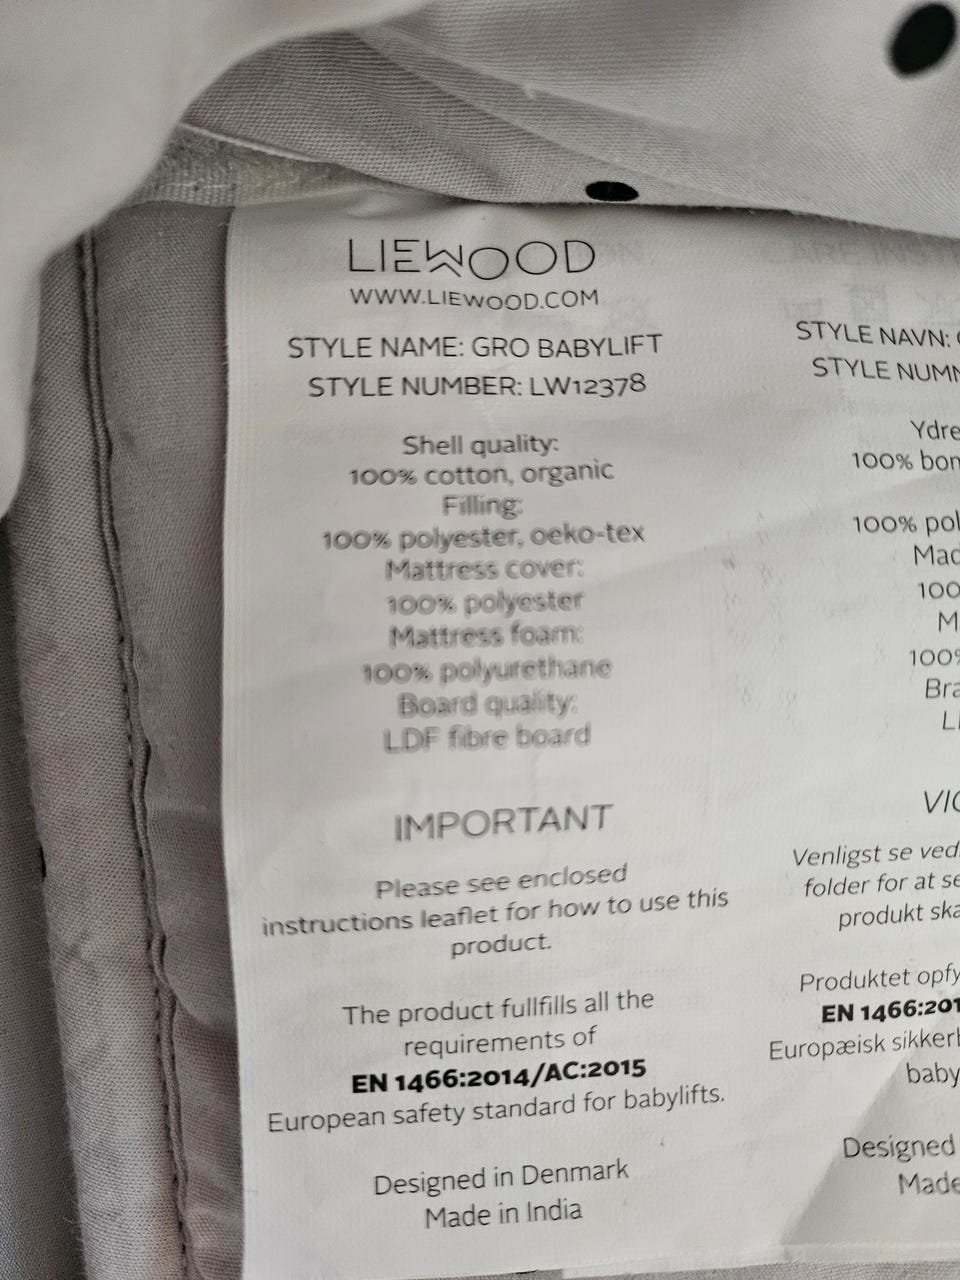 LIEWOOD
WWW.LIEWOOD.COM
STYLE NAME: GRO BABYLIFT
STYLE NUMBER: LW12378
Shell quality:
100% cotton, organic
Filling:
100% polyester, oeko-tex
Mattress cover:
100% polyester
Mattress foam:
100% polyurethane
Board quality:
LDF fibre board
IMPORTANT
Please see enclosed
instructions leaflet for how to use this
product.
The product fullfills all the
requirements of
EN 1466:2014/AC:2015
European safety standard for babylifts.
Designed in Denmark
Made in India
STYLE NAVN:
STYLE
100%
100%
100
100%
Venligst se
folder for at
produkt
Produktet
EN 1466:201
Europæisk
Designed
Made